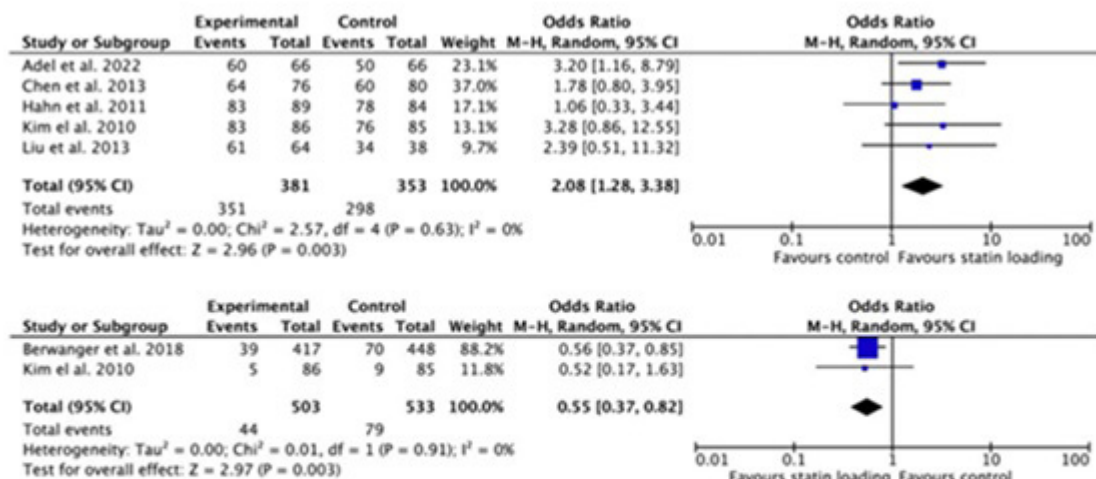 Experimental Control Odds Ratio Odds Ratio
Study or Subgroup Events Total Events Total Weight M-H, Random, 95% CI M-H, Random, 95% CI
Adel et al. 2022 60 66 50 66 23.1% 3.20 [1.16, 8.79]
Chen et al. 2013 64 76 60 80 37.0% 1.78 [0.80, 3.95]
Hahn et al. 2011 83 89 78 84 17.1% 1.06 [0.33, 3.44]
Kim el al. 2010 83 86 76 85 13.1% 3.28 [0.86, 12.55]
Liu et al. 2013 61 64 34 38 9.7% 2.39 [0.51, 11.32]
Total (95% CI) 381 353 100.0% 2.08 [1.28, 3.38]
Total events 351 298
Heterogeneity: Tau² = 0.00; Chi² = 2.57, df = 4 (P = 0.63); I² = 0%
Test for overall effect: Z = 2.96 (P = 0.003)
0.01 0.1 1 10 100
Favours control Favours statin loading
Experimental Control Odds Ratio Odds Ratio
Study or Subgroup Events Total Events Total Weight M-H, Random, 95% CI M-H, Random, 95% CI
Berwanger et al. 2018 39 417 70 448 88.2% 0.56 [0.37, 0.85]
Kim el al. 2010 5 86 9 85 11.8% 0.52 [0.17, 1.63]
Total (95% CI) 503 533 100.0% 0.55 [0.37, 0.82]
Total events 44 79
Heterogeneity: Tau² = 0.00; Chi² = 0.01, df = 1 (P = 0.91); I² = 0%
Test for overall effect: Z = 2.97 (P = 0.003)
0.01 0.1 1 10 100
Favours statin loading Favours control